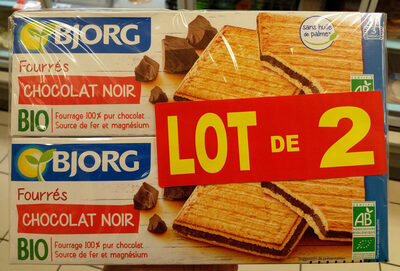 BJORG
Fourrés
CHOCOLAT NOIR
BIO
Fourrage 100% pur chocolat
Source de fer et magnésium
sans huile
de palme*
AB
LOT DE 2
BJORG
Fourrés
CHOCOLAT NOIR
BIO
Fourrage 100% pur chocolat
Source de fer et magnésium
AB